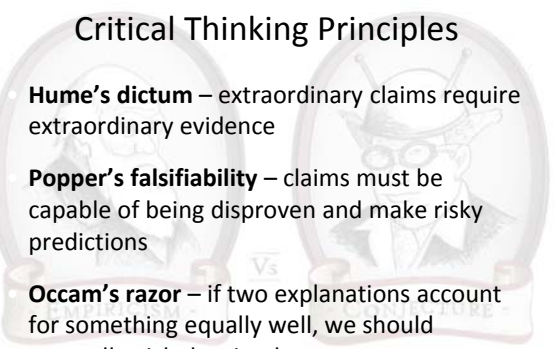 Critical Thinking Principles
Hume's dictum – extraordinary claims require
extraordinary evidence
Popper's falsifiability – claims must be
capable of being disproven and make risky
predictions
Vs
Occam's razor – if two explanations account
EMPIRICISM -
CONJECTURE -
for something equally well, we should